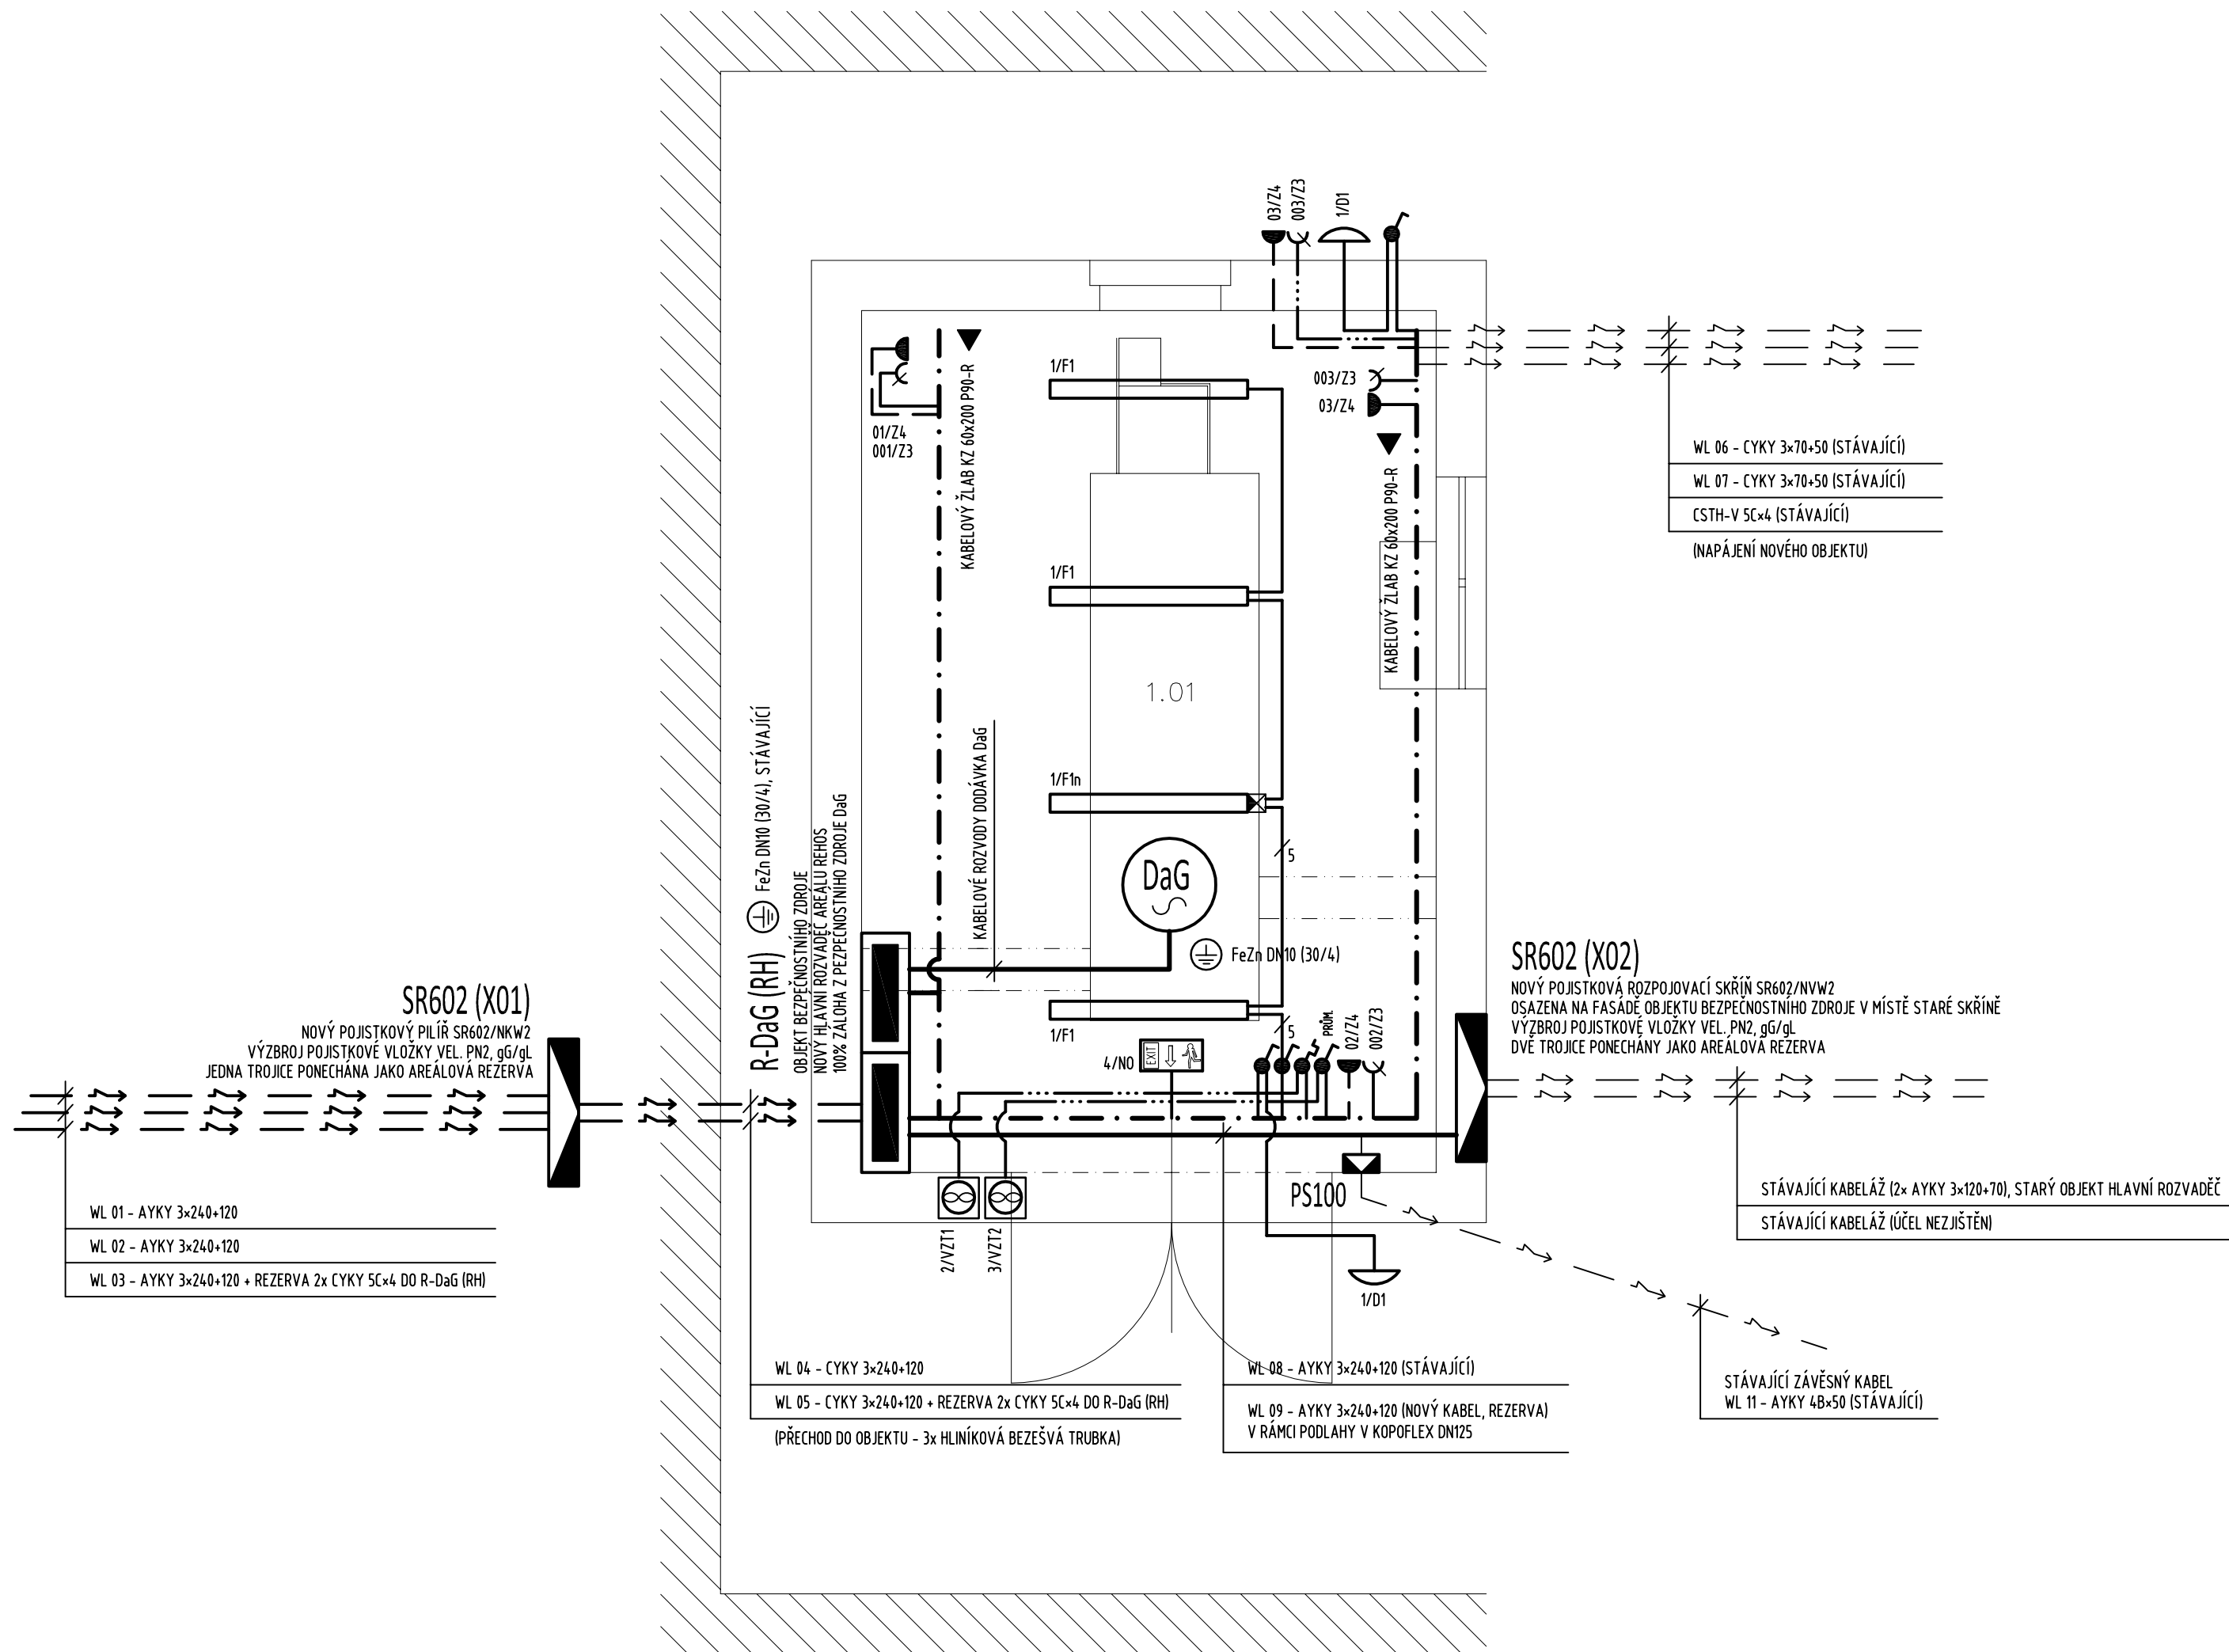 03/Z4
003/Z3
1/D1
01/Z4
001/Z3
KABELOVÝ ŽLAB KZ 60x200 P90-R
1/F1
003/Z3
03/Z4
KABELOVÝ ŽLAB KZ 60x200 P90-R
WL 06 - CYKY 3×70+50 (STÁVAJÍCÍ)
WL 07 - CYKY 3×70+50 (STÁVAJÍCÍ)
CSTH-V 5C×4 (STÁVAJÍCÍ)
(NAPÁJENÍ NOVÉHO OBJEKTU)
1/F1
1.01
1/F1n
5
DaG
FeZn DN10 (30/4)
KABELOVÉ ROZVODY DODÁVKA DaG
R-DaG (RH)
FeZn DN10 (30/4), STÁVAJÍCÍ
OBJEKT BEZPEČNOSTNÍHO ZDROJE
NOVÝ HLAVNÍ ROZVADĚČ AREÁLU REHOS
100% ZÁLOHA Z PEZPEČNOSTNÍHO ZDROJE DaG
SR602 (X01)
NOVÝ POJISTKOVÝ PILÍŘ SR602/NKW2
VÝZBROJ POJISTKOVÉ VLOŽKY VEL. PN2, gG/gL
JEDNA TROJICE PONECHÁNA JAKO AREÁLOVÁ REZERVA
WL 01 - AYKY 3×240+120
WL 02 - AYKY 3×240+120
WL 03 - AYKY 3×240+120 + REZERVA 2x CYKY 5C×4 DO R-DaG (RH)
1/F1
5
4/NO
EXIT
PRŮM.
02/Z4
002/Z3
SR602 (X02)
NOVÝ POJISTKOVÁ ROZPOJOVACÍ SKŘÍŇ SR602/NVW2
OSAZENA NA FASÁDĚ OBJEKTU BEZPEČNOSTNÍHO ZDROJE V MÍSTĚ STARÉ SKŘÍNĚ
VÝZBROJ POJISTKOVÉ VLOŽKY VEL. PN2, gG/gL
DVĚ TROJICE PONECHÁNY JAKO AREÁLOVÁ REZERVA
STÁVAJÍCÍ KABELÁŽ (2× AYKY 3×120+70), STARÝ OBJEKT HLAVNÍ ROZVADĚČ
STÁVAJÍCÍ KABELÁŽ (ÚČEL NEZJIŠTĚN)
PS100
2/VZT1
3/VZT2
1/D1
WL 04 - CYKY 3×240+120
WL 05 - CYKY 3×240+120 + REZERVA 2x CYKY 5C×4 DO R-DaG (RH)
(PŘECHOD DO OBJEKTU - 3x HLINÍKOVÁ BEZEŠVÁ TRUBKA)
WL 08 - AYKY 3×240+120 (STÁVAJÍCÍ)
WL 09 - AYKY 3×240+120 (NOVÝ KABEL, REZERVA)
V RÁMCI PODLAHY V KOPOFLEX DN125
STÁVAJÍCÍ ZÁVĚSNÝ KABEL
WL 11 - AYKY 4B×50 (STÁVAJÍCÍ)